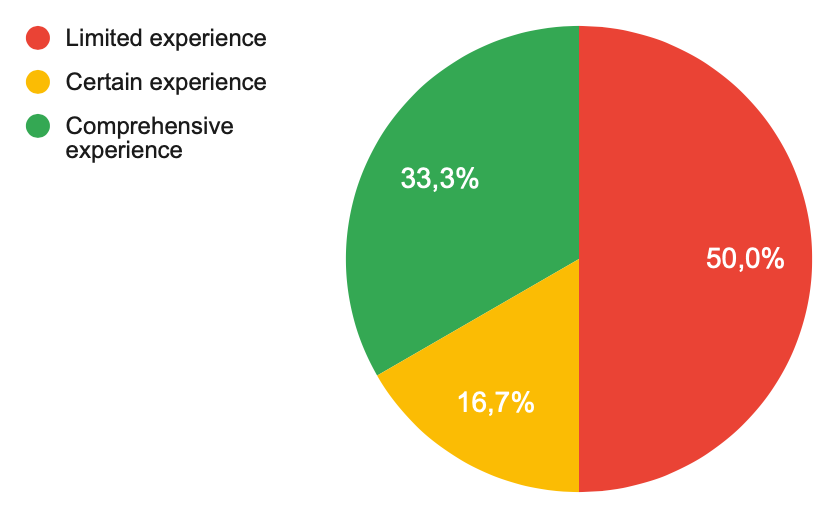 Limited experience
Certain experience
Comprehensive
experience
33,3%
50,0%
16,7%